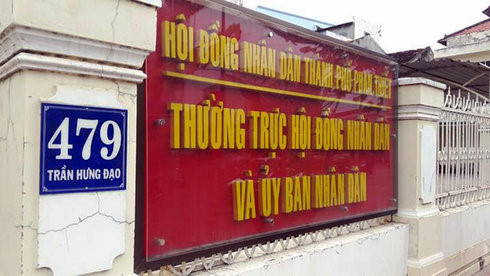 479
TRẦN HƯNG ĐẠO
HỘI ĐỒNG NHÂN DÂN THÀNH PHỐ PHAN THIẾT
THƯỜNG TRỰC HỘI ĐỒNG NHÂN DÂN
VÀ ỦY BAN NHÂN DÂN